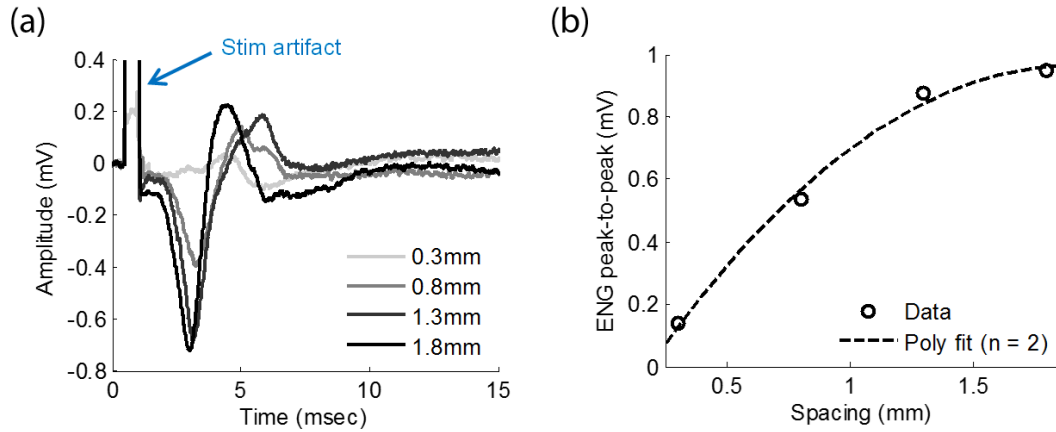 (a)
Stim artifact
0.4
0.2
0
-0.2
-0.4
-0.6
-0.8
Amplitude (mV)
0.3mm
0.8mm
1.3mm
1.8mm
0
5
10
15
Time (msec)
(b)
1
0.8
0.6
0.4
0.2
0
ENG peak-to-peak (mV)
Data
Poly fit (n = 2)
0.5
1
1.5
Spacing (mm)